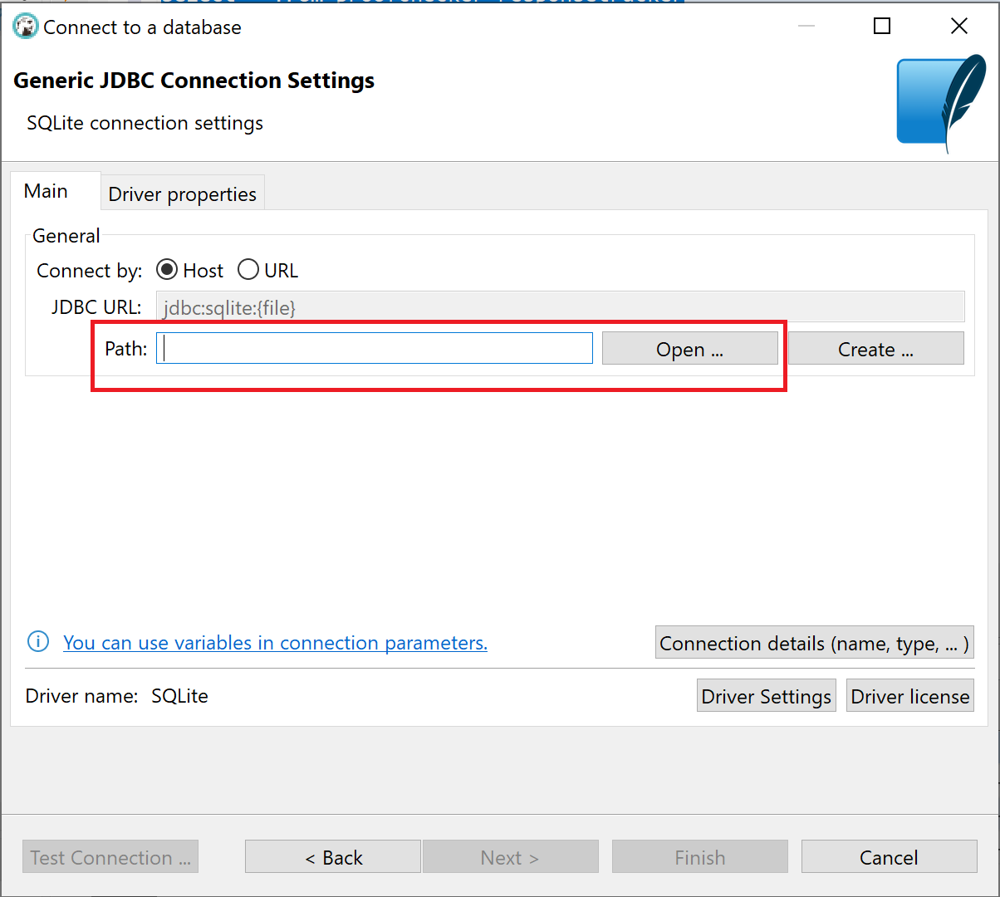 Connect to a database
Generic JDBC Connection Settings
SQLite connection settings
Main
Driver properties
General
Connect by: Host URL
JDBC URL: jdbc:sqlite:{file}
Path: Open ... Create ...
You can use variables in connection parameters.
Connection details (name, type, ... )
Driver name: SQLite
Driver Settings
Driver license
Test Connection ...
< Back
Next >
Finish
Cancel